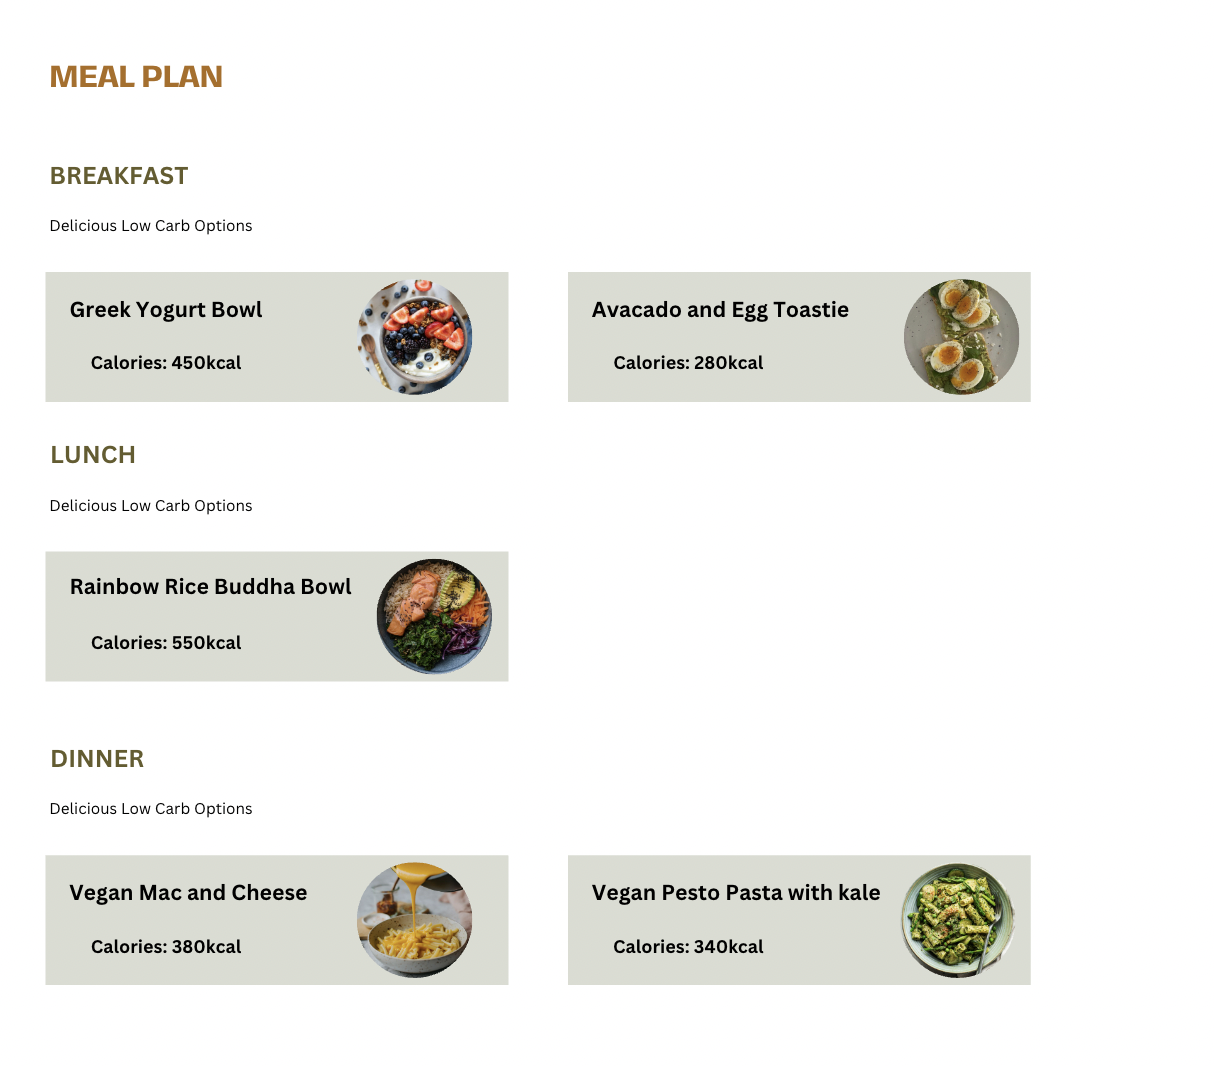 MEAL PLAN
BREAKFAST
Delicious Low Carb Options
Greek Yogurt Bowl
Calories: 450kcal
Avacado and Egg Toastie
Calories: 280kcal
LUNCH
Delicious Low Carb Options
Rainbow Rice Buddha Bowl
Calories: 550kcal
DINNER
Delicious Low Carb Options
Vegan Mac and Cheese
Calories: 380kcal
Vegan Pesto Pasta with kale
Calories: 340kcal